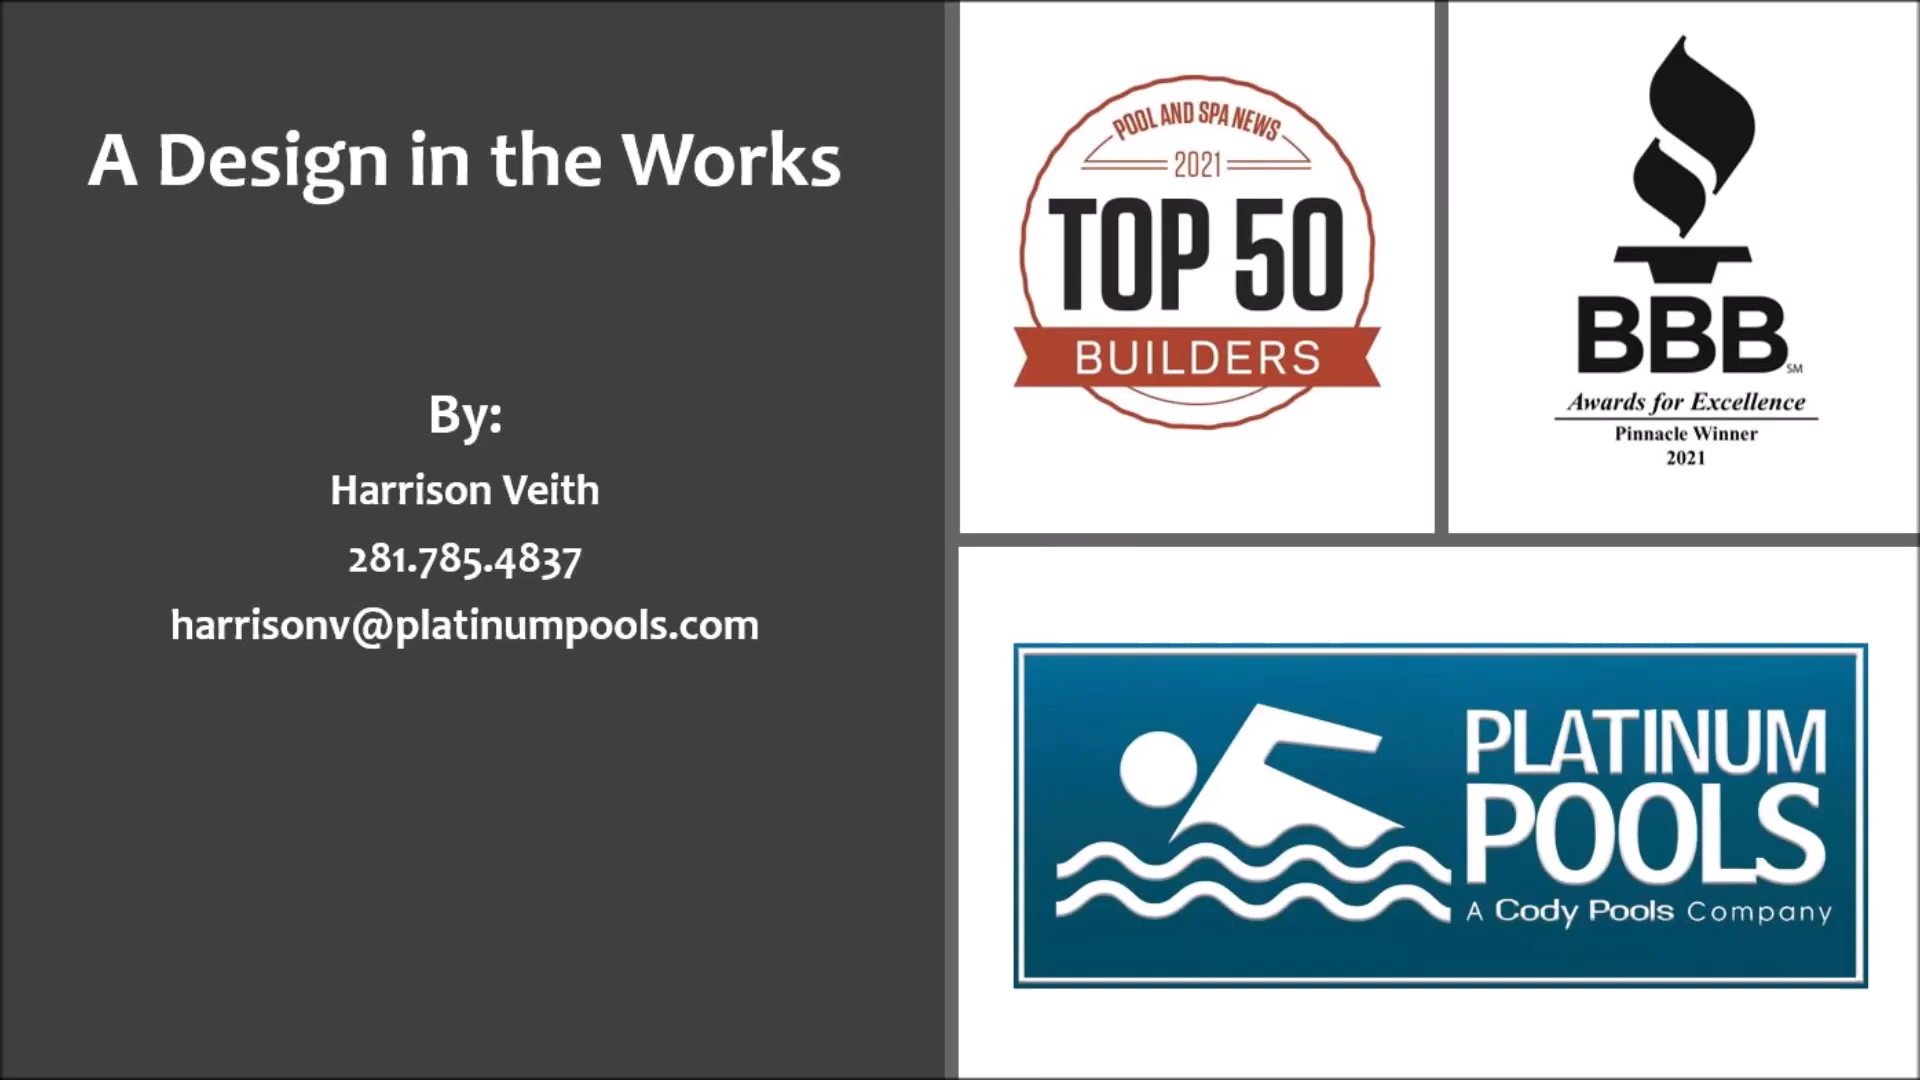 A Design in the Works
By:
Harrison Veith
281.785.4837
harrisonv@platinumpools.com
POOL AND SPA NEWS
2021
TOP 50
BUILDERS
BBB SM
Awards for Excellence
Pinnacle Winner
2021
PLATINUM
POOLS
A Cody Pools Company